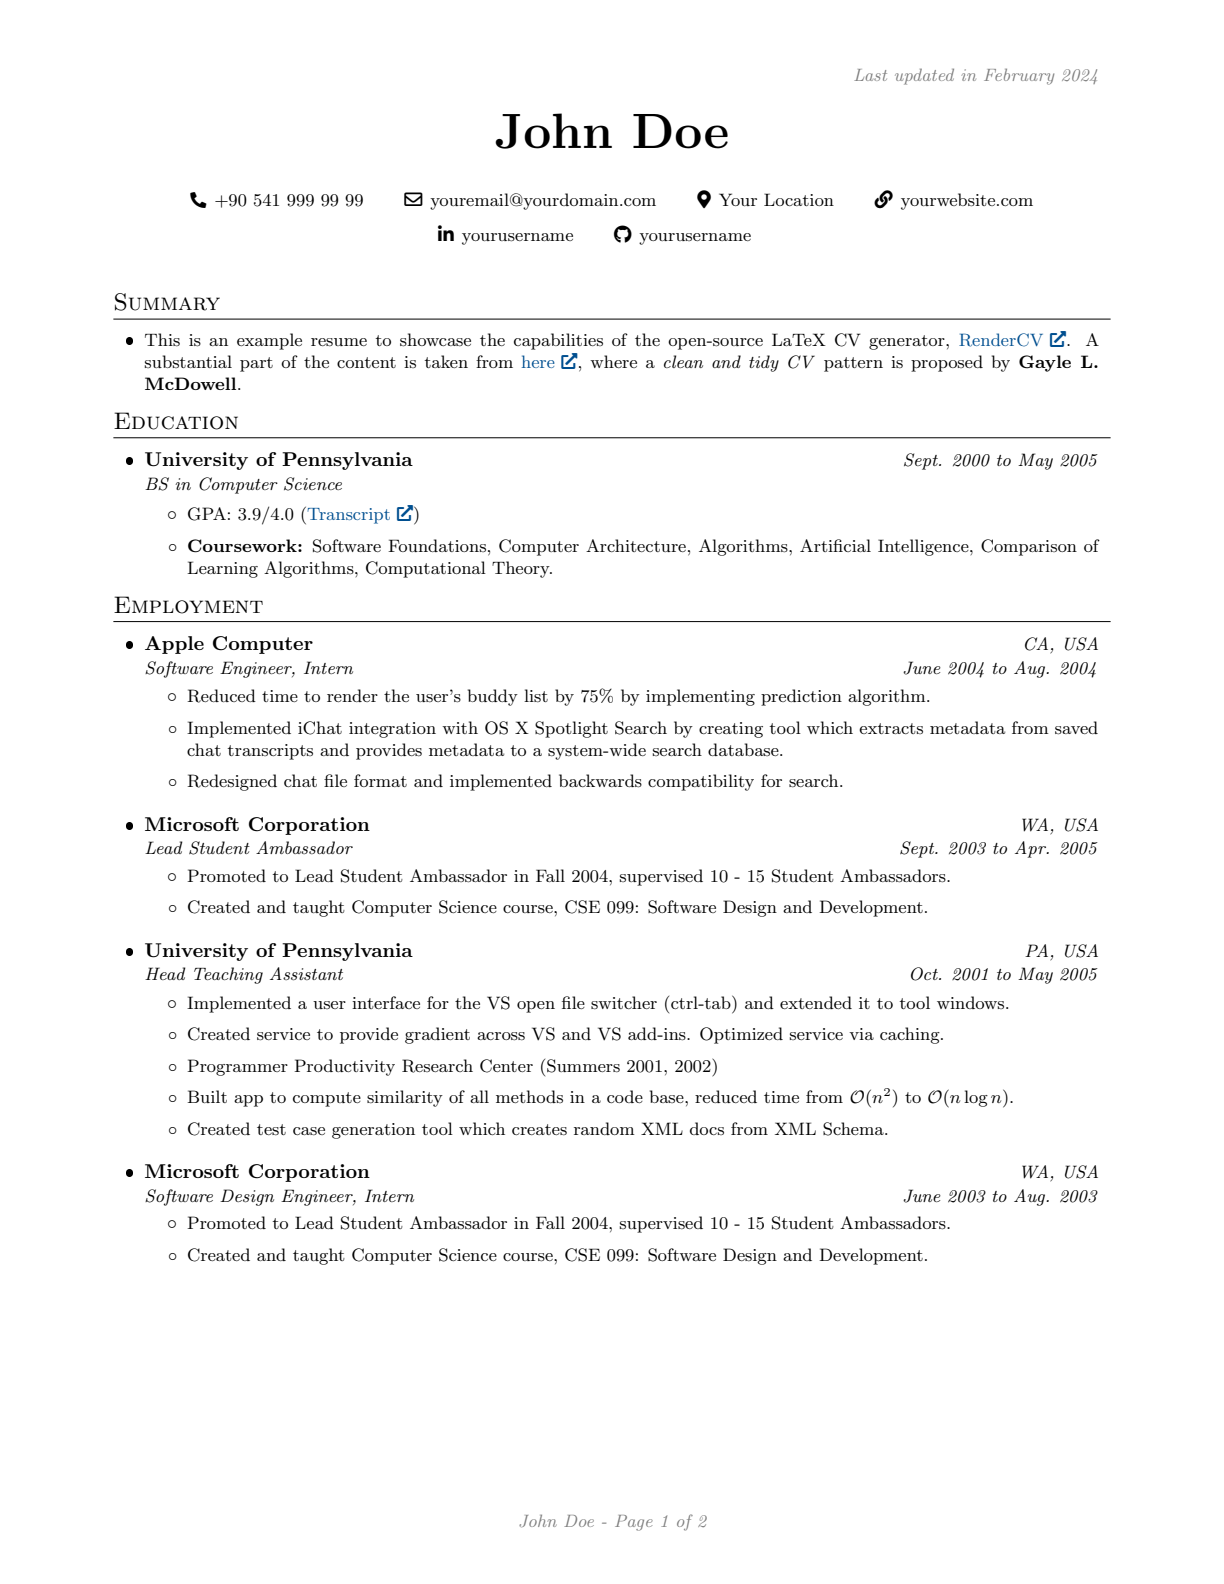 Last updated in February 2024
John Doe
+90 541 999 99 99 youremail@yourdomain.com Your Location yourwebsite.com
yourusername yourusername
Summary
• This is an example resume to showcase the capabilities of the open-source LaTeX CV generator, RenderCV. A
substantial part of the content is taken from here, where a clean and tidy CV pattern is proposed by Gayle L.
McDowell.
Education
• University of Pennsylvania Sept. 2000 to May 2005
BS in Computer Science
◦ GPA: 3.9/4.0 (Transcript)
◦ Coursework: Software Foundations, Computer Architecture, Algorithms, Artificial Intelligence, Comparison of
Learning Algorithms, Computational Theory.
Employment
• Apple Computer CA, USA
Software Engineer, Intern June 2004 to Aug. 2004
◦ Reduced time to render the user's buddy list by 75% by implementing prediction algorithm.
◦ Implemented iChat integration with OS X Spotlight Search by creating tool which extracts metadata from saved
chat transcripts and provides metadata to a system-wide search database.
◦ Redesigned chat file format and implemented backwards compatibility for search.
• Microsoft Corporation WA, USA
Lead Student Ambassador Sept. 2003 to Apr. 2005
◦ Promoted to Lead Student Ambassador in Fall 2004, supervised 10 - 15 Student Ambassadors.
◦ Created and taught Computer Science course, CSE 099: Software Design and Development.
• University of Pennsylvania PA, USA
Head Teaching Assistant Oct. 2001 to May 2005
◦ Implemented a user interface for the VS open file switcher (ctrl-tab) and extended it to tool windows.
◦ Created service to provide gradient across VS and VS add-ins. Optimized service via caching.
◦ Programmer Productivity Research Center (Summers 2001, 2002)
◦ Built app to compute similarity of all methods in a code base, reduced time from 𝒪(n²) to 𝒪(n log n).
◦ Created test case generation tool which creates random XML docs from XML Schema.
• Microsoft Corporation WA, USA
Software Design Engineer, Intern June 2003 to Aug. 2003
◦ Promoted to Lead Student Ambassador in Fall 2004, supervised 10 - 15 Student Ambassadors.
◦ Created and taught Computer Science course, CSE 099: Software Design and Development.
John Doe - Page 1 of 2